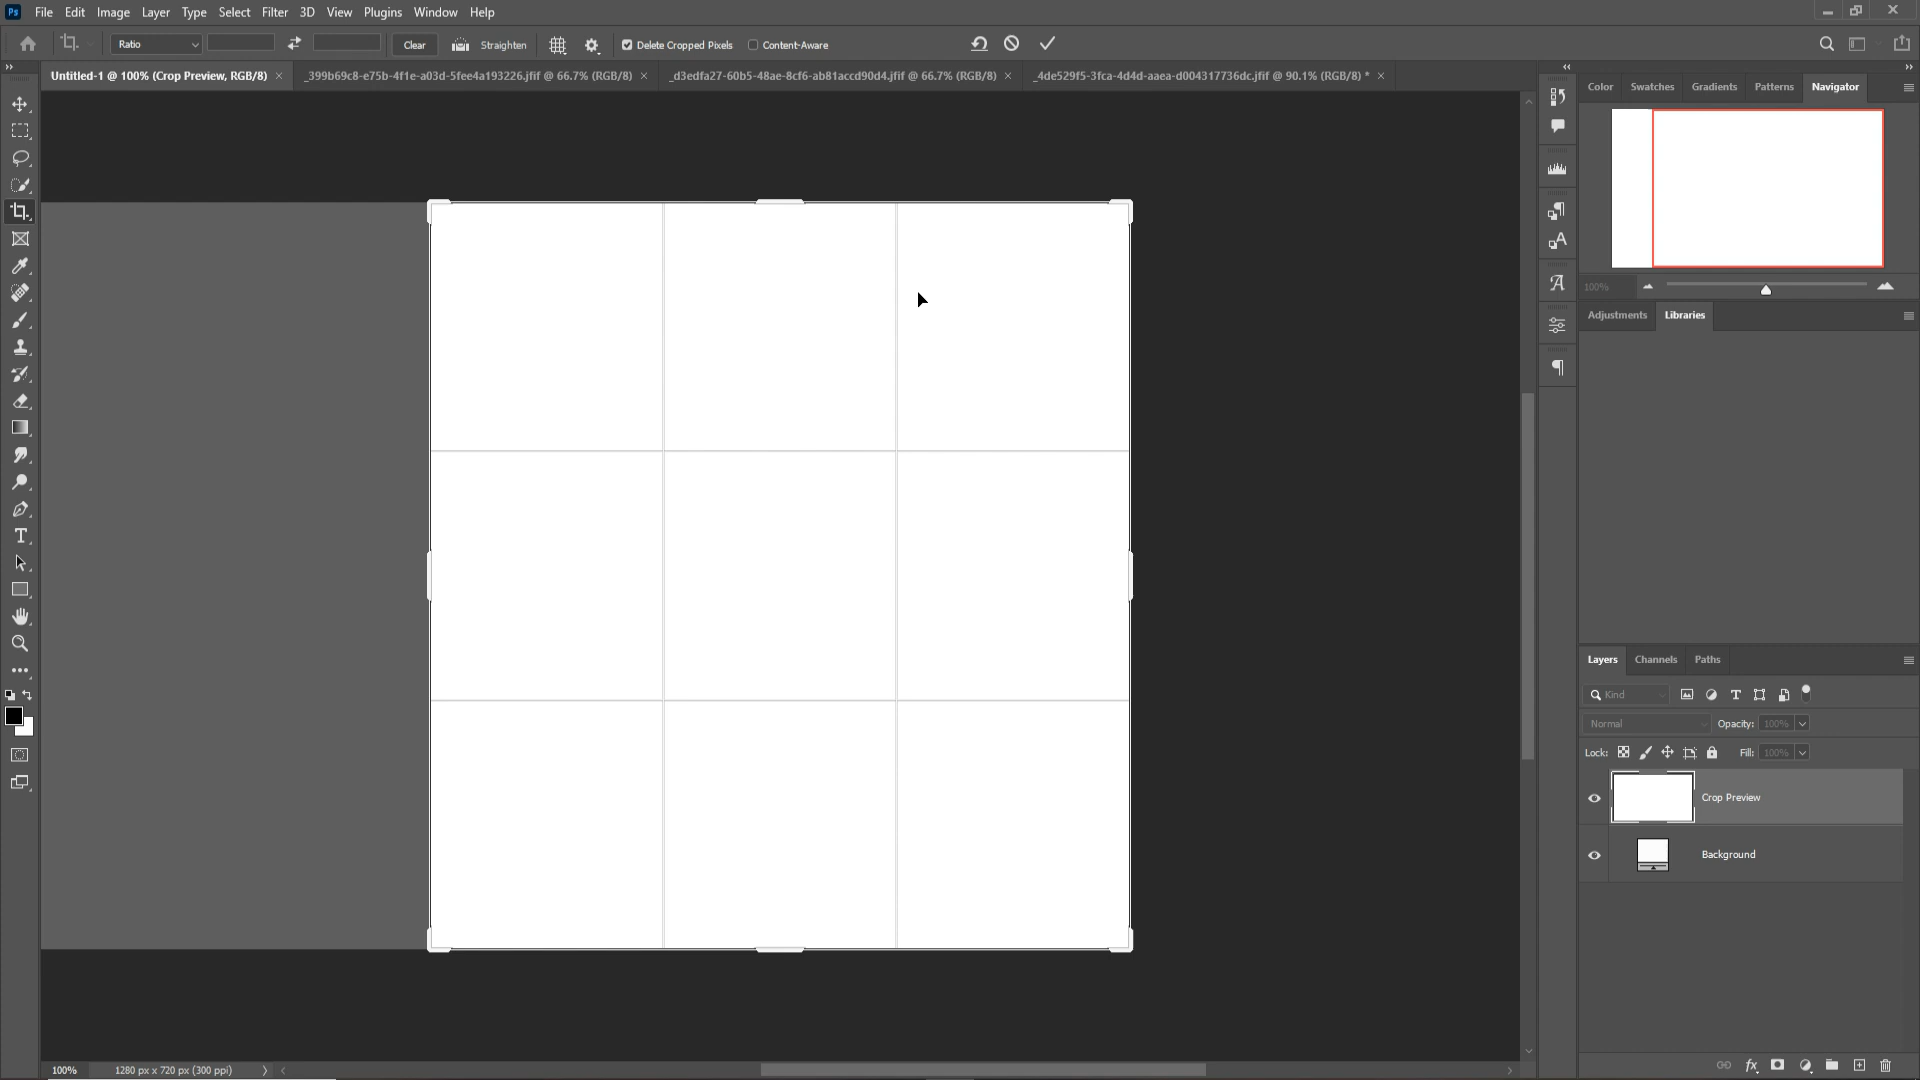 Ps File Edit Image Layer Type Select Filter 3D View Plugins Window Help
Ratio Clear Straighten Delete Cropped Pixels Content-Aware
Untitled-1 @ 100% (Crop Preview, RGB/8) × _399b69c8-e75b-4f1e-a03d-5fee4a193226.jfif @ 66.7% (RGB/8) × _d3edfa27-60b5-48ae-8cf6-ab81accd90d4.jfif @ 66.7% (RGB/8) × _4de529f5-3fca-4d4d-aaea-d004317736dc.jfif @ 90.1% (RGB/8) * ×
Color Swatches Gradients Patterns Navigator
100%
Adjustments Libraries
Layers Channels Paths
Kind
Normal Opacity: 100%
Lock: Fill: 100%
Crop Preview
Background
100% 1280 px x 720 px (300 ppi)